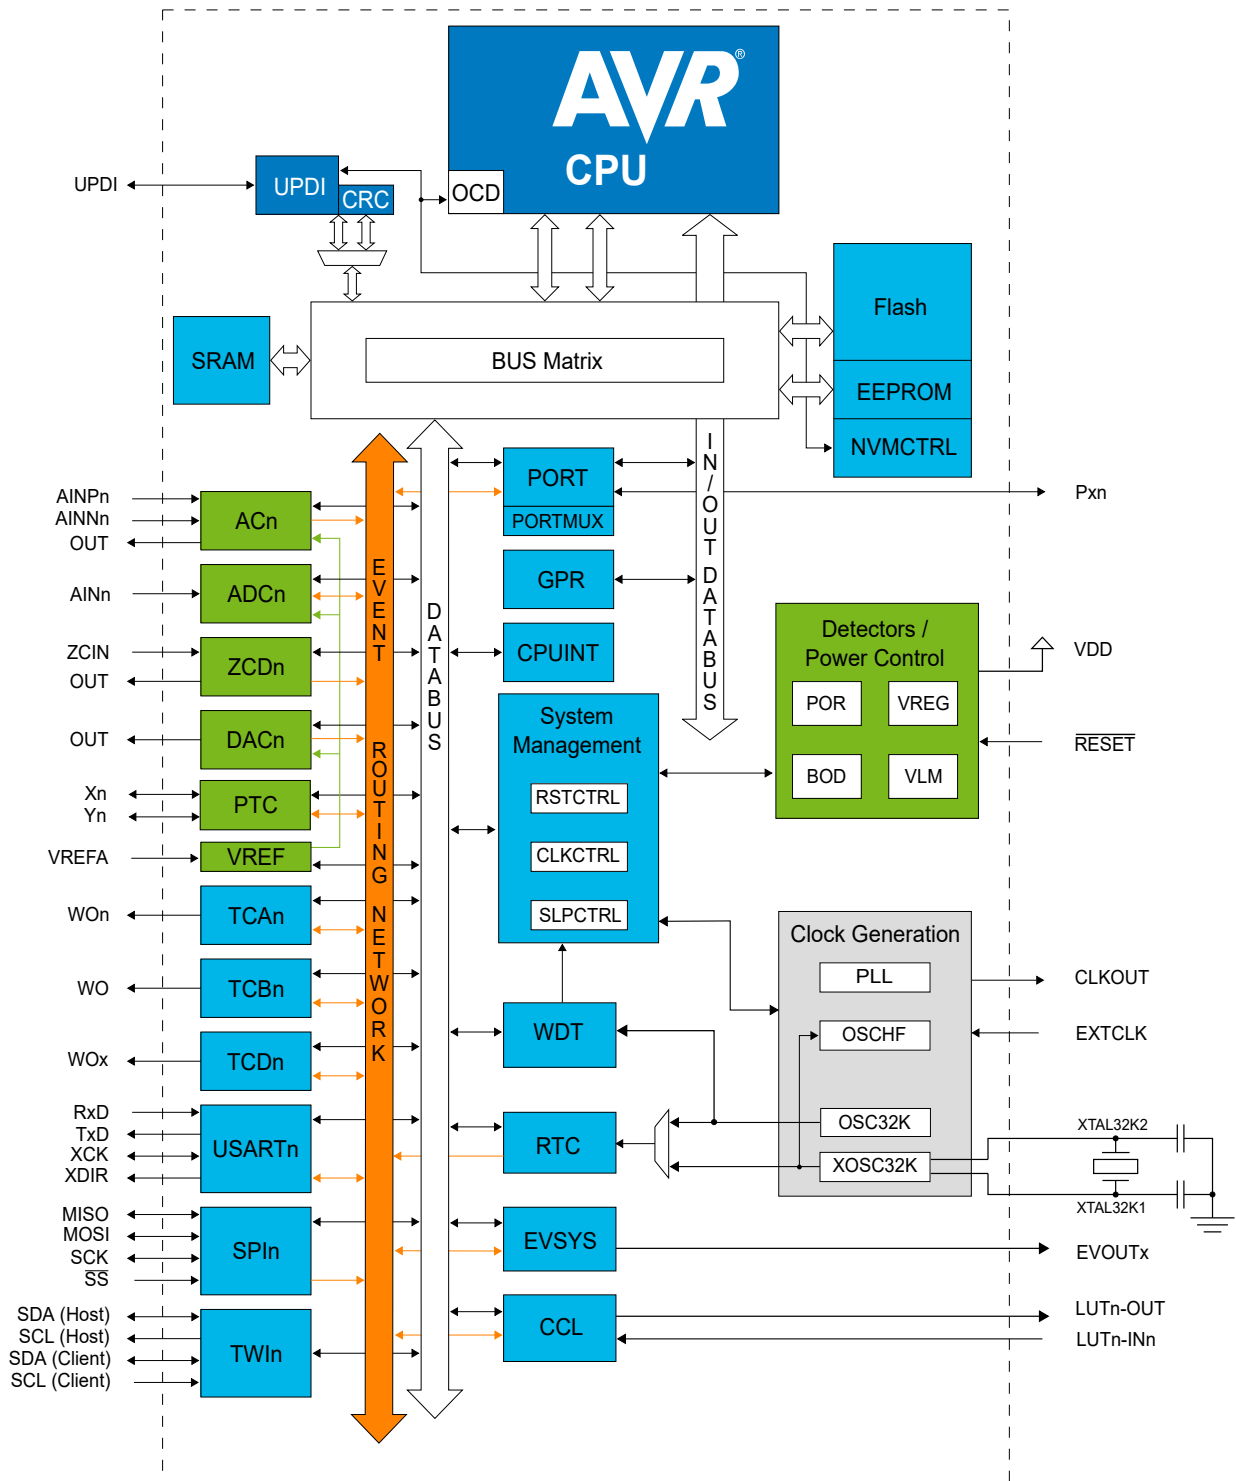 AVR®
CPU
OCD
UPDI
UPDI
CRC
Flash
EEPROM
NVMCTRL
SRAM
BUS Matrix
IN/OUT DATABUS
DATABUS
EVENT ROUTING NETWORK
PORT
PORTMUX
Pxn
GPR
CPUINT
AINPn
AINNn
OUT
ACn
AINn
ADCn
ZCIN
OUT
ZCDn
OUT
DACn
Xn
Yn
PTC
VREFA
VREF
WOn
TCAn
WO
TCBn
WOx
TCDn
RxD
TxD
XCK
XDIR
USARTn
MISO
MOSI
SCK
SS
SPIn
SDA (Host)
SCL (Host)
SDA (Client)
SCL (Client)
TWIn
System
Management
RSTCTRL
CLKCTRL
SLPCTRL
Detectors /
Power Control
POR
VREG
BOD
VLM
VDD
RESET
WDT
RTC
EVSYS
CCL
Clock Generation
PLL
OSCHF
OSC32K
XOSC32K
CLKOUT
EXTCLK
XTAL32K2
XTAL32K1
EVOUTx
LUTn-OUT
LUTn-INn